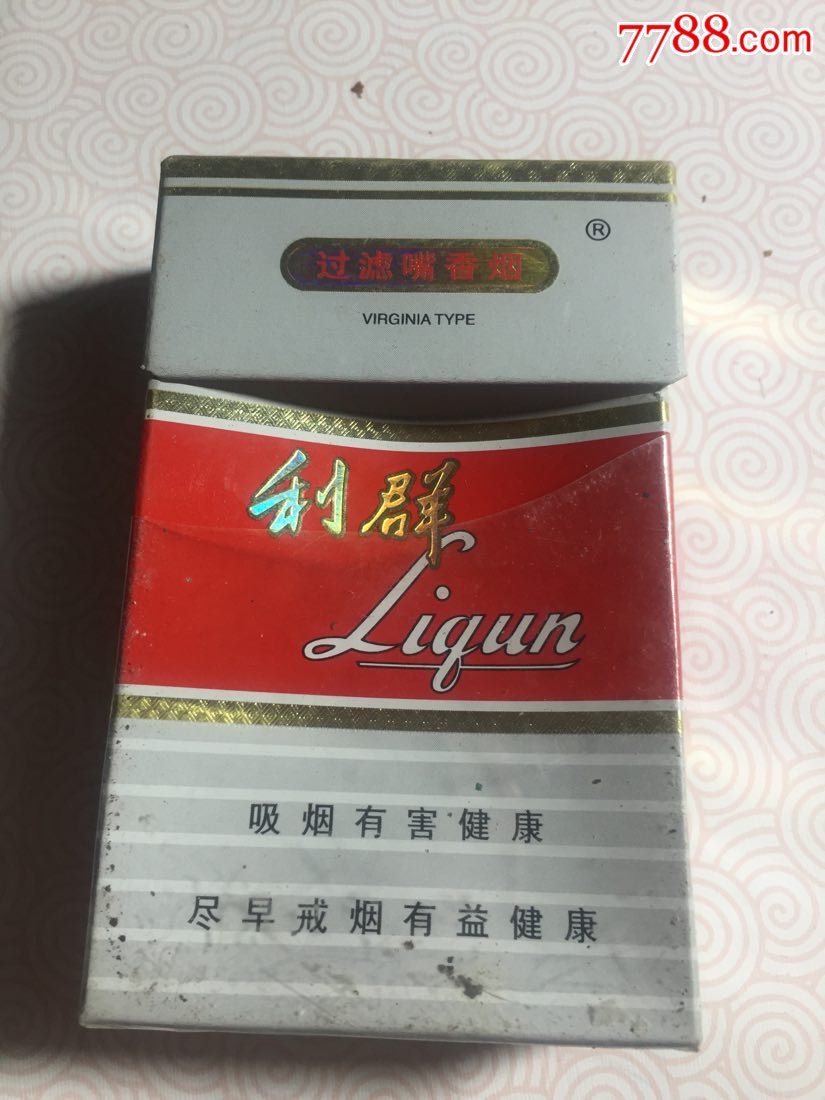 7788.com
®
过滤嘴香烟
VIRGINIA TYPE
利群
Liqun
吸烟有害健康
尽早戒烟有益健康